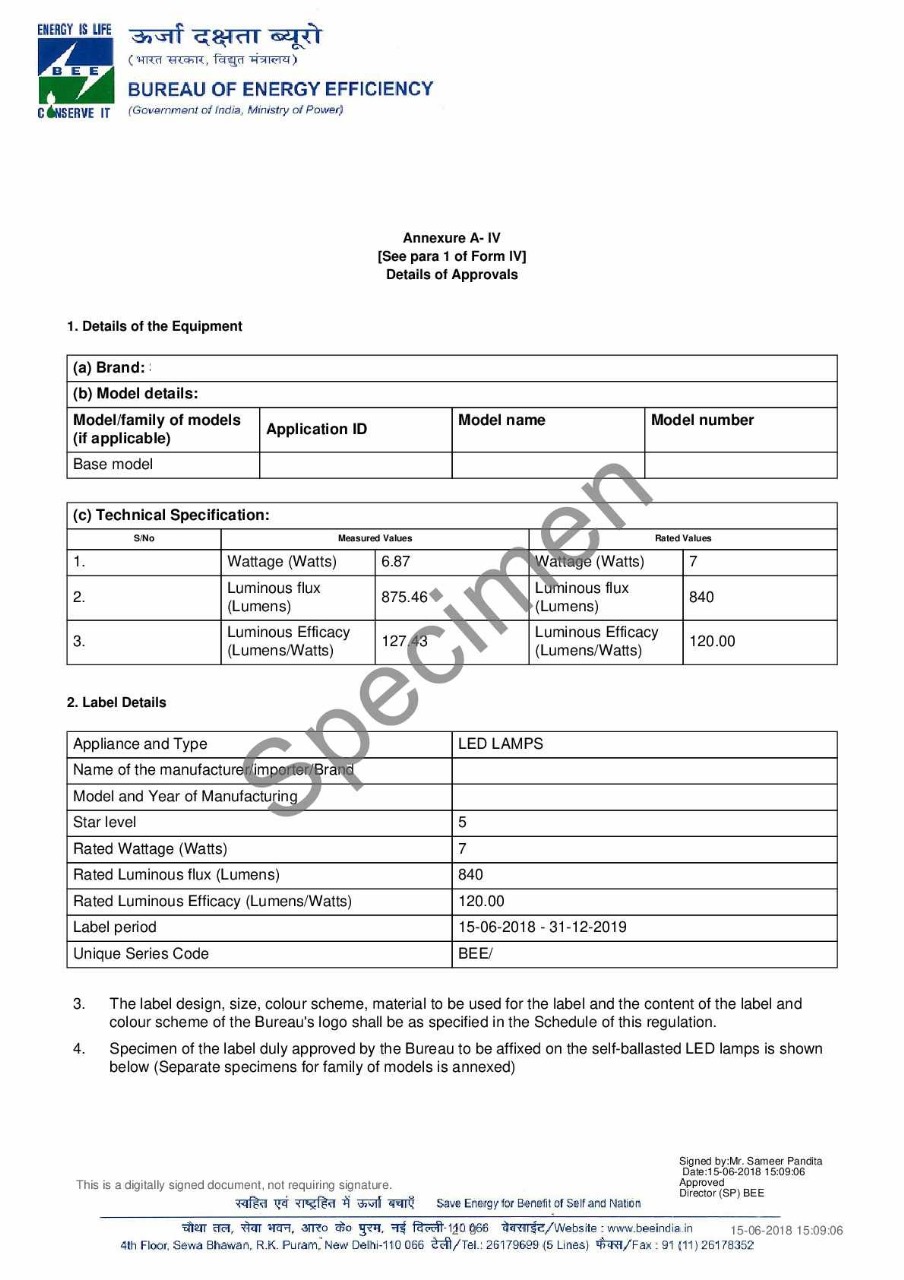 ENERGY IS LIFE
BEE
CONSERVE IT
ऊर्जा दक्षता ब्यूरो
(भारत सरकार, विद्युत मंत्रालय)
BUREAU OF ENERGY EFFICIENCY
(Government of India, Ministry of Power)
Annexure A- IV
[See para 1 of Form IV]
Details of Approvals
1. Details of the Equipment
(a) Brand:
(b) Model details:
Model/family of models (if applicable) Application ID Model name Model number
Base model
(c) Technical Specification:
S/No Measured Values Rated Values
1. Wattage (Watts) 6.87 Wattage (Watts) 7
2. Luminous flux (Lumens) 875.46 Luminous flux (Lumens) 840
3. Luminous Efficacy (Lumens/Watts) 127.43 Luminous Efficacy (Lumens/Watts) 120.00
Specimen
2. Label Details
Appliance and Type LED LAMPS
Name of the manufacturer/importer/Brand
Model and Year of Manufacturing
Star level 5
Rated Wattage (Watts) 7
Rated Luminous flux (Lumens) 840
Rated Luminous Efficacy (Lumens/Watts) 120.00
Label period 15-06-2018 - 31-12-2019
Unique Series Code BEE/
3. The label design, size, colour scheme, material to be used for the label and the content of the label and
colour scheme of the Bureau's logo shall be as specified in the Schedule of this regulation.
4. Specimen of the label duly approved by the Bureau to be affixed on the self-ballasted LED lamps is shown
below (Separate specimens for family of models is annexed)
Signed by:Mr. Sameer Pandita
Date:15-06-2018 15:09:06
Approved
Director (SP) BEE
This is a digitally signed document, not requiring signature.
स्वहित एवं राष्ट्रहित में ऊर्जा बचाएँ Save Energy for Benefit of Self and Nation
चौथा तल, सेवा भवन, आर० के० पुरम, नई दिल्ली-110 066 वेबसाईट/Website : www.beeindia.in 15-06-2018 15:09:06
4th Floor, Sewa Bhawan, R.K. Puram, New Delhi-110 066 टेली/Tel.: 26179699 (5 Lines) फैक्स/Fax : 91 (11) 26178352